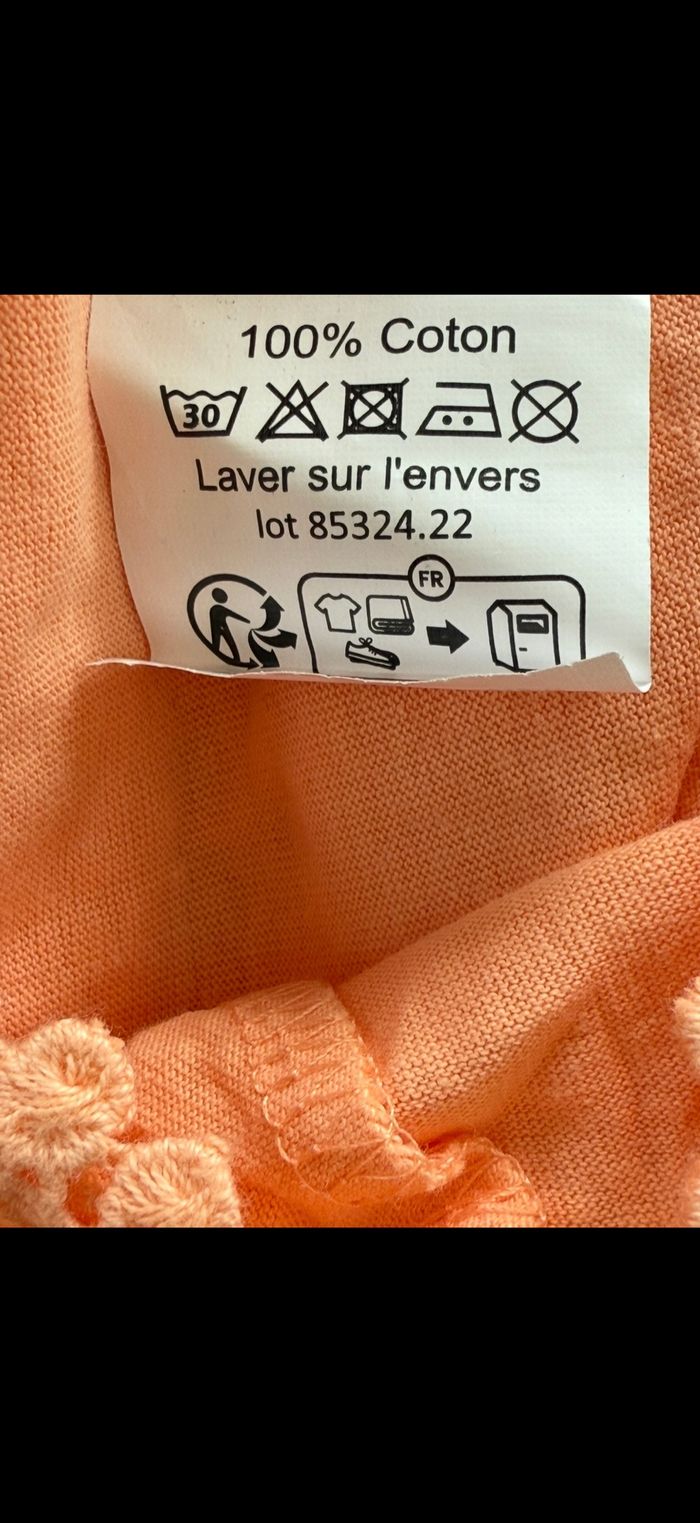 100% Coton
30
Laver sur l'envers
lot 85324.22
FR